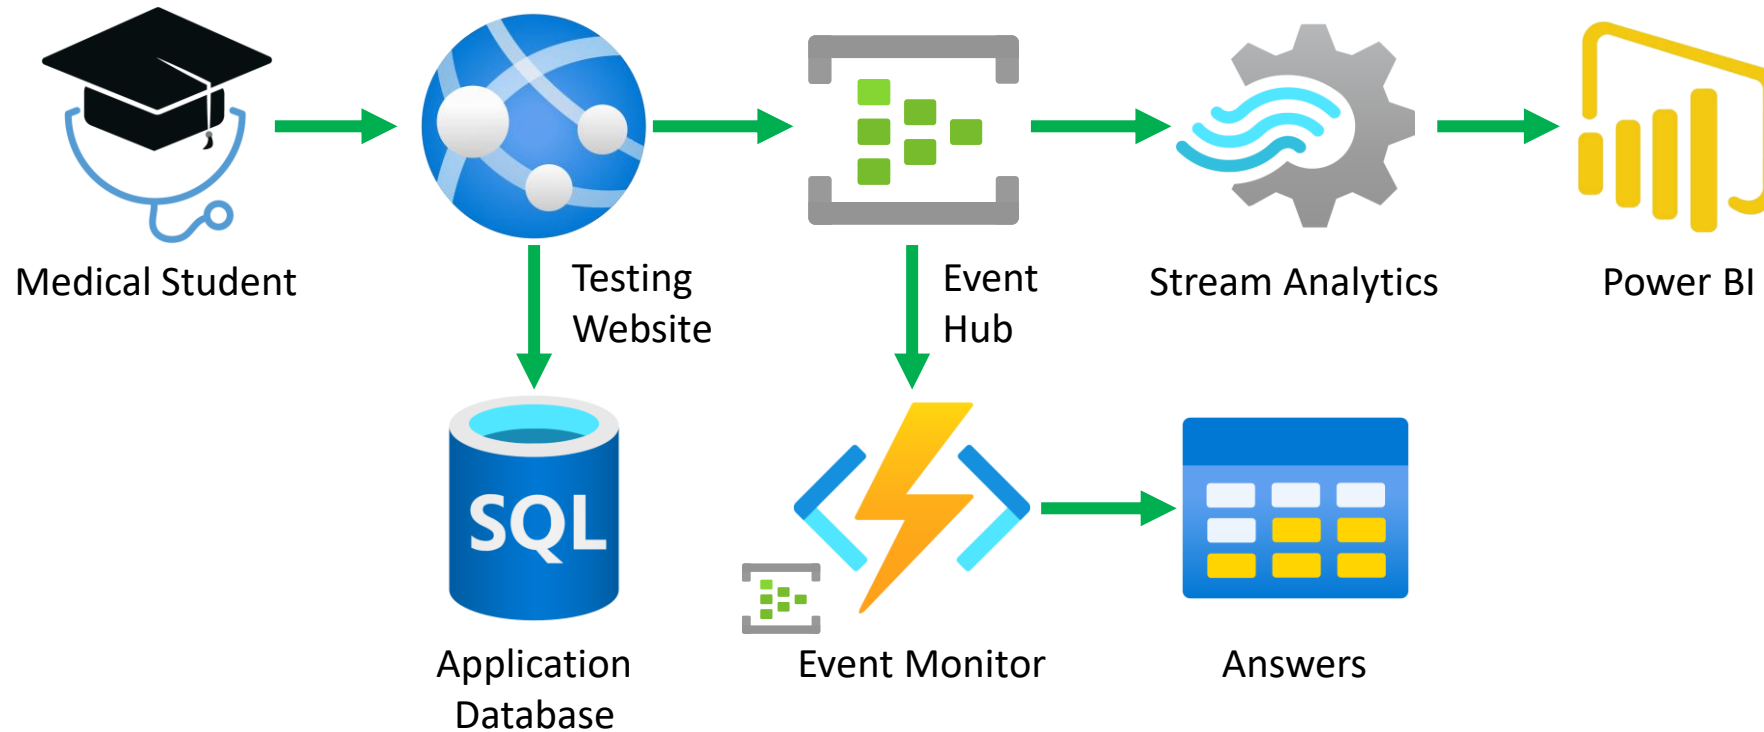 Medical Student
Testing
Website
Event
Hub
Stream Analytics
Power BI
SQL
Application
Database
Event Monitor
Answers